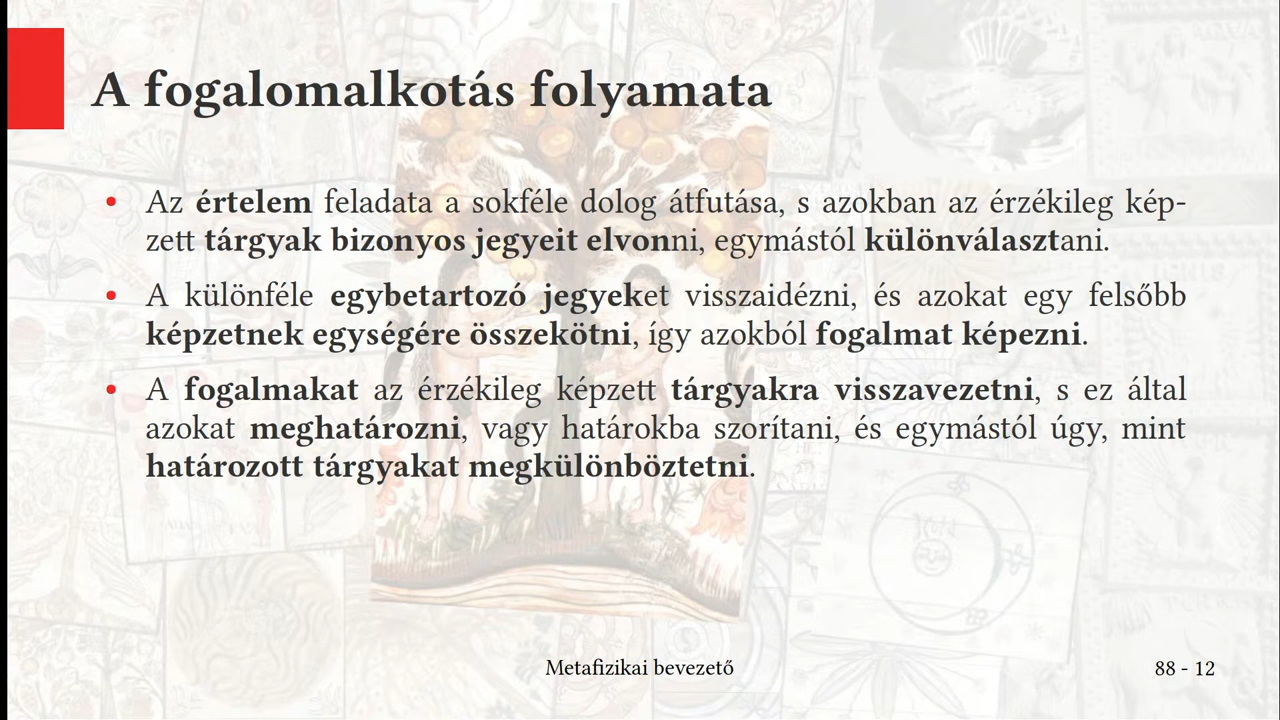 A fogalomalkotás folyamata
• Az értelem feladata a sokféle dolog átfutása, s azokban az érzékileg kép-
zett tárgyak bizonyos jegyeit elvonni, egymástól különválasztani.
• A különféle egybetartozó jegyeket visszaidézni, és azokat egy felsőbb
képzetnek egységére összekötni, így azokból fogalmat képezni.
• A fogalmakat az érzékileg képzett tárgyakra visszavezetni, s ez által
azokat meghatározni, vagy határokba szorítani, és egymástól úgy, mint
határozott tárgyakat megkülönböztetni.
Metafizikai bevezető
88 - 12